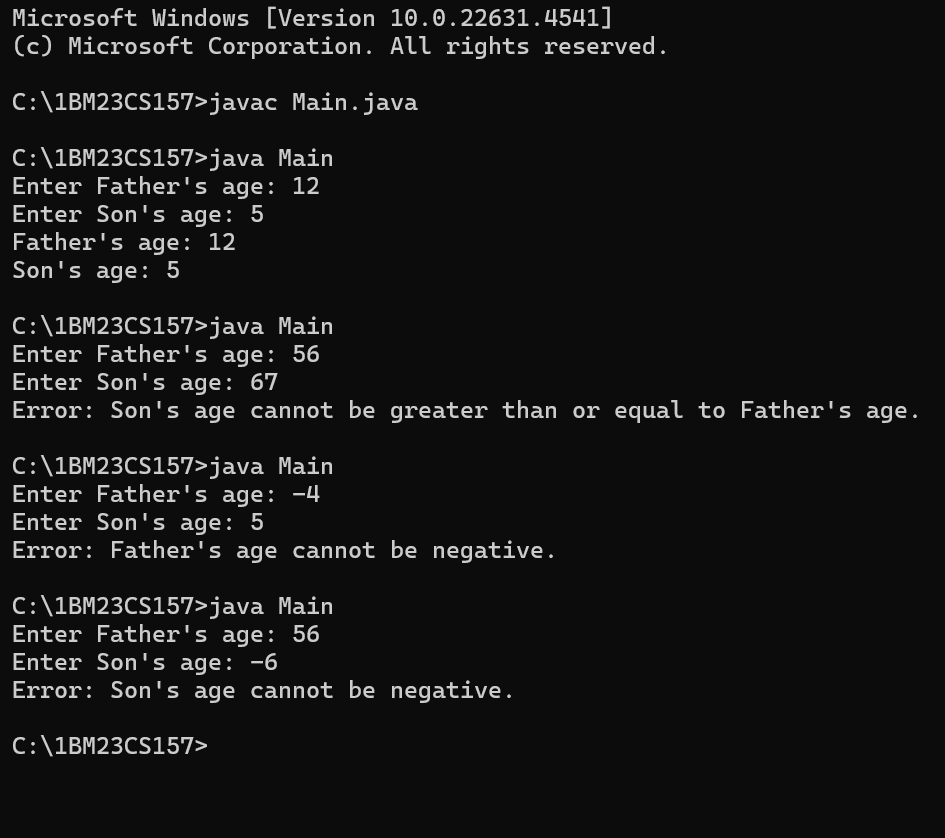 Microsoft Windows [Version 10.0.22631.4541]
(c) Microsoft Corporation. All rights reserved.
C:\1BM23CS157>javac Main.java
C:\1BM23CS157>java Main
Enter Father's age: 12
Enter Son's age: 5
Father's age: 12
Son's age: 5
C:\1BM23CS157>java Main
Enter Father's age: 56
Enter Son's age: 67
Error: Son's age cannot be greater than or equal to Father's age.
C:\1BM23CS157>java Main
Enter Father's age: -4
Enter Son's age: 5
Error: Father's age cannot be negative.
C:\1BM23CS157>java Main
Enter Father's age: 56
Enter Son's age: -6
Error: Son's age cannot be negative.
C:\1BM23CS157>